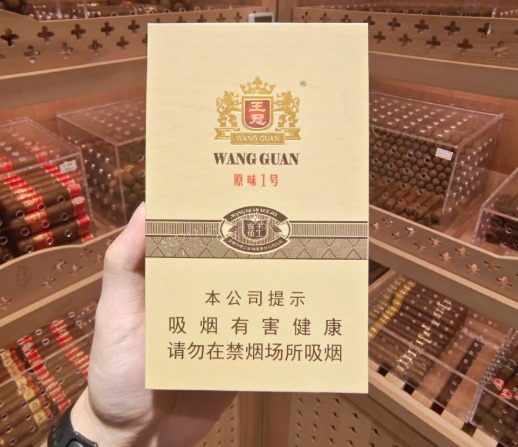 王冠
WANG GUAN
®
WANG GUAN
原味1号
本公司提示
吸烟有害健康
请勿在禁烟场所吸烟